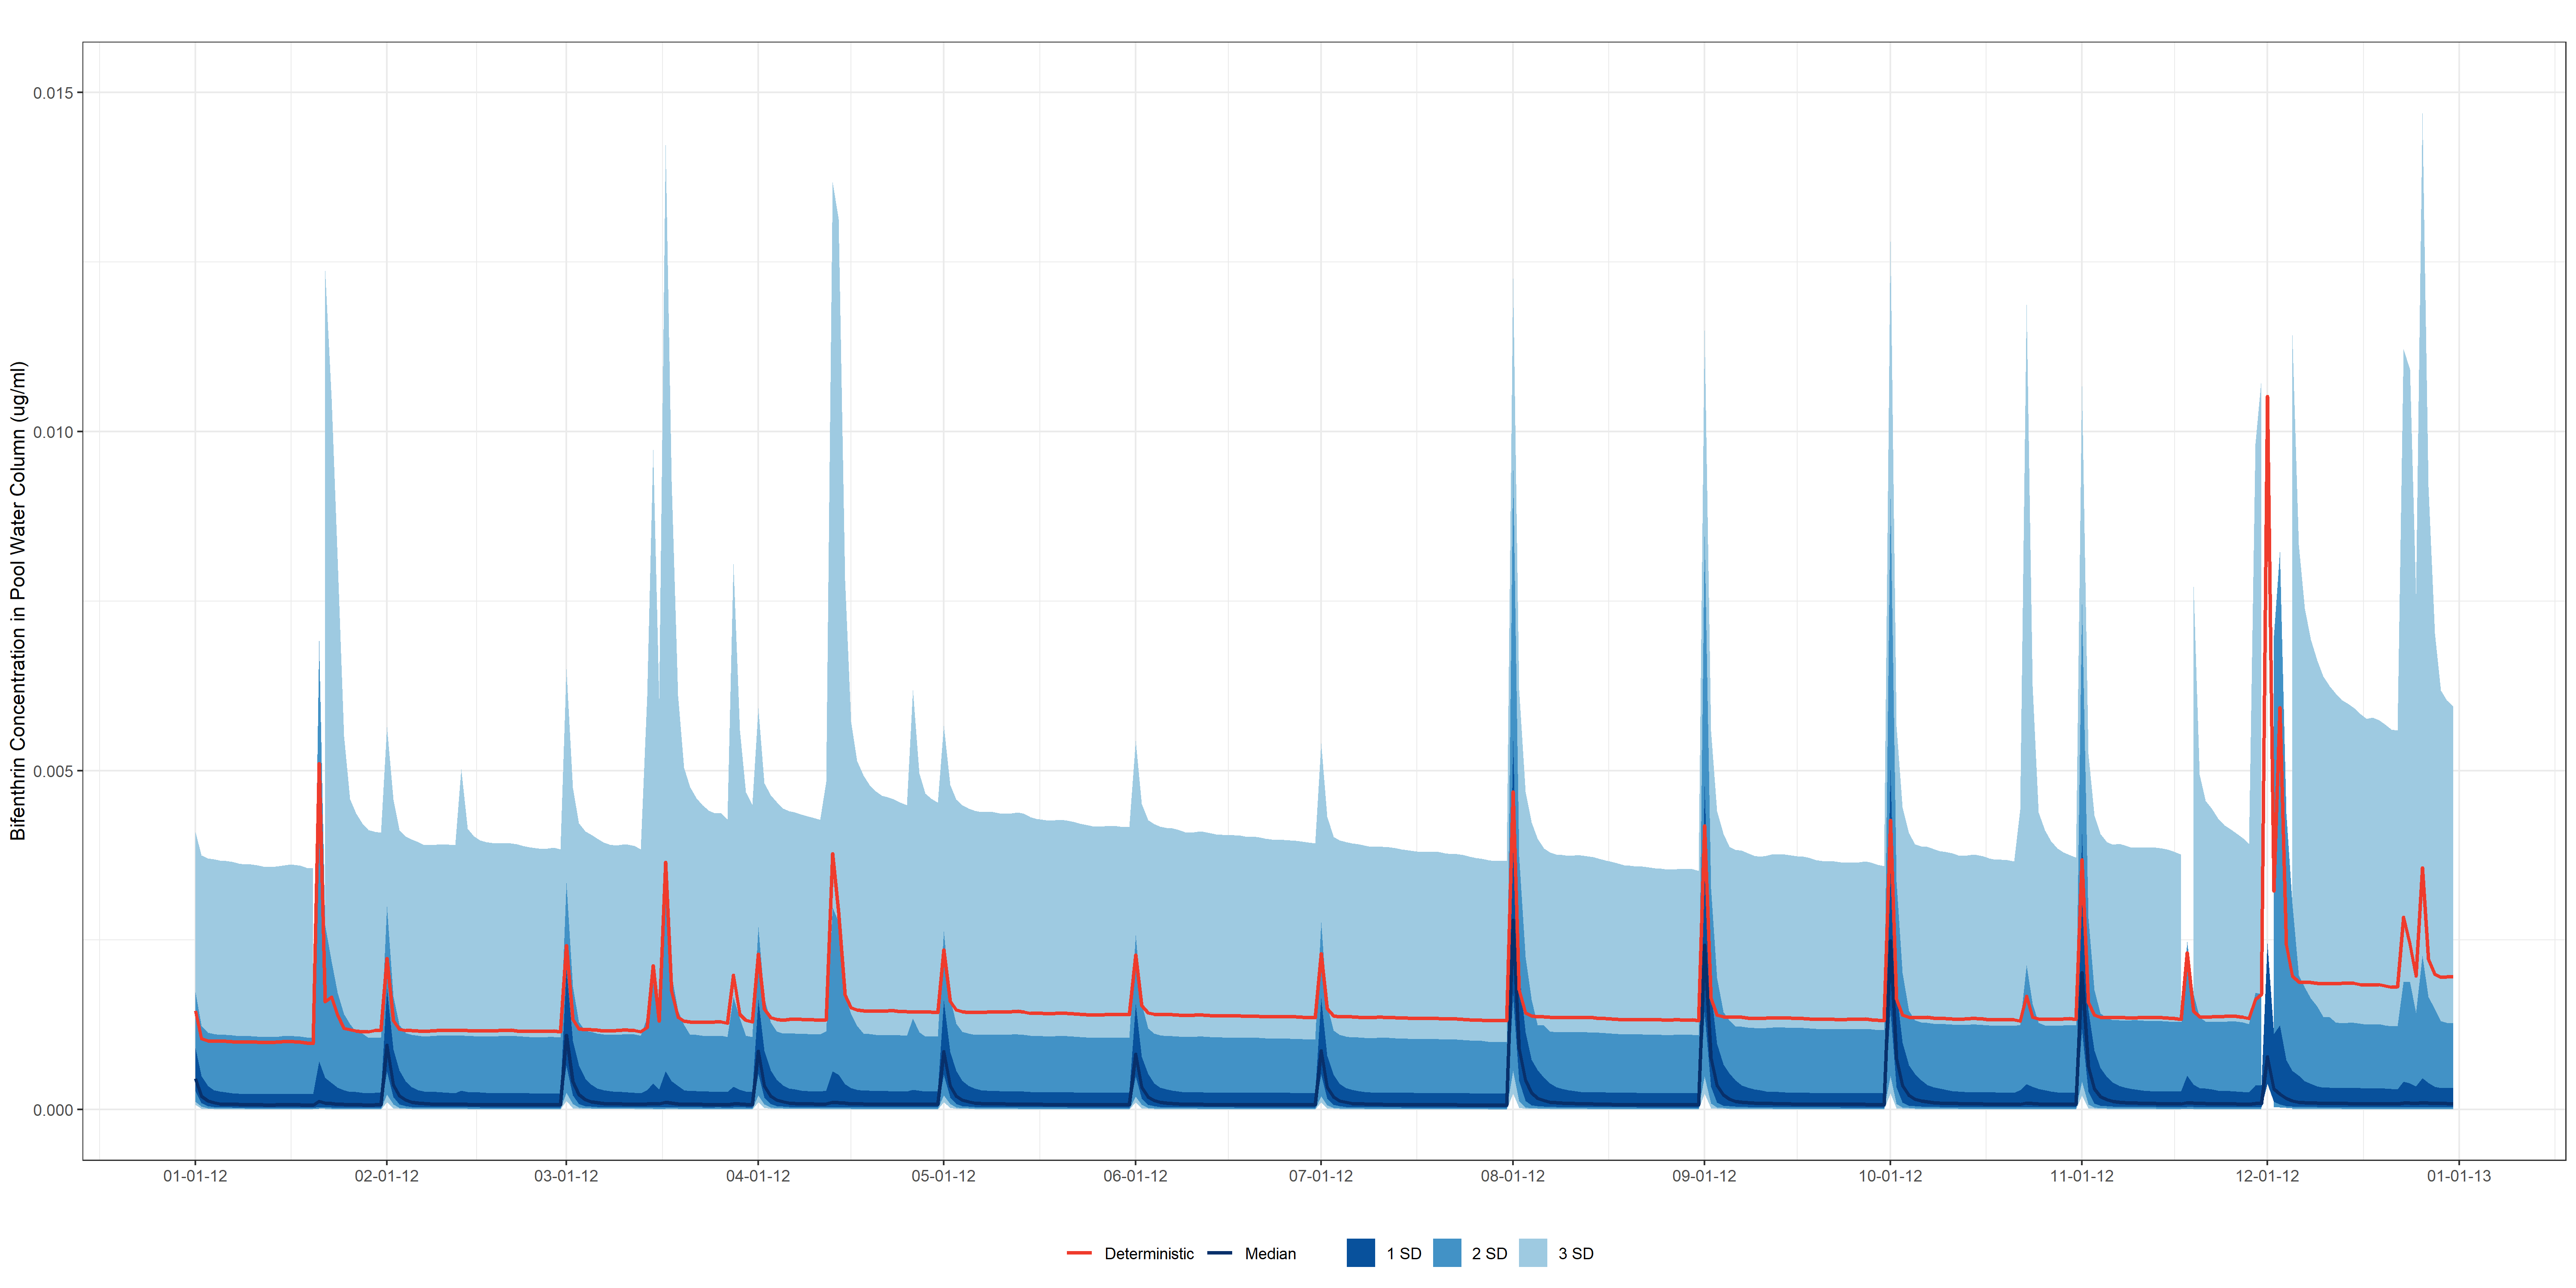 Bifenthrin Concentration in Pool Water Column (ug/ml)
0.015
0.010
0.005
0.000
01-01-12 02-01-12 03-01-12 04-01-12 05-01-12 06-01-12 07-01-12 08-01-12 09-01-12 10-01-12 11-01-12 12-01-12 01-01-13
Deterministic Median 1 SD 2 SD 3 SD